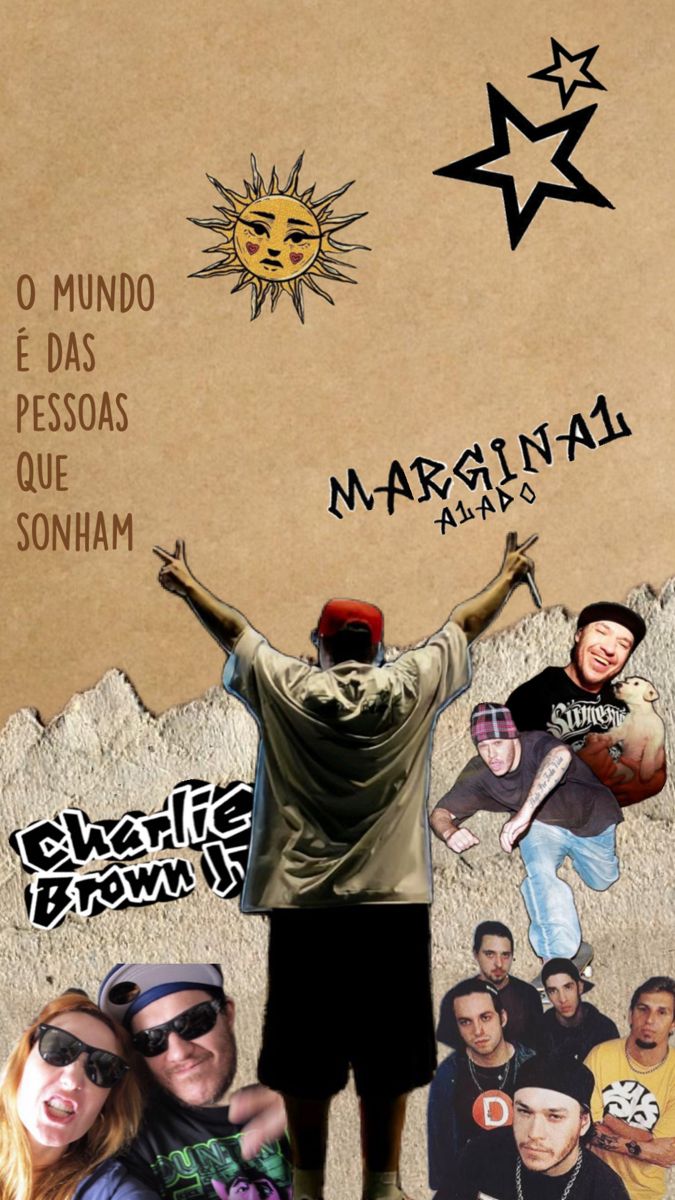 O MUNDO
É DAS
PESSOAS
QUE
SONHAM
MARGINAL
ALADO
Charlie
Brown Jr
D